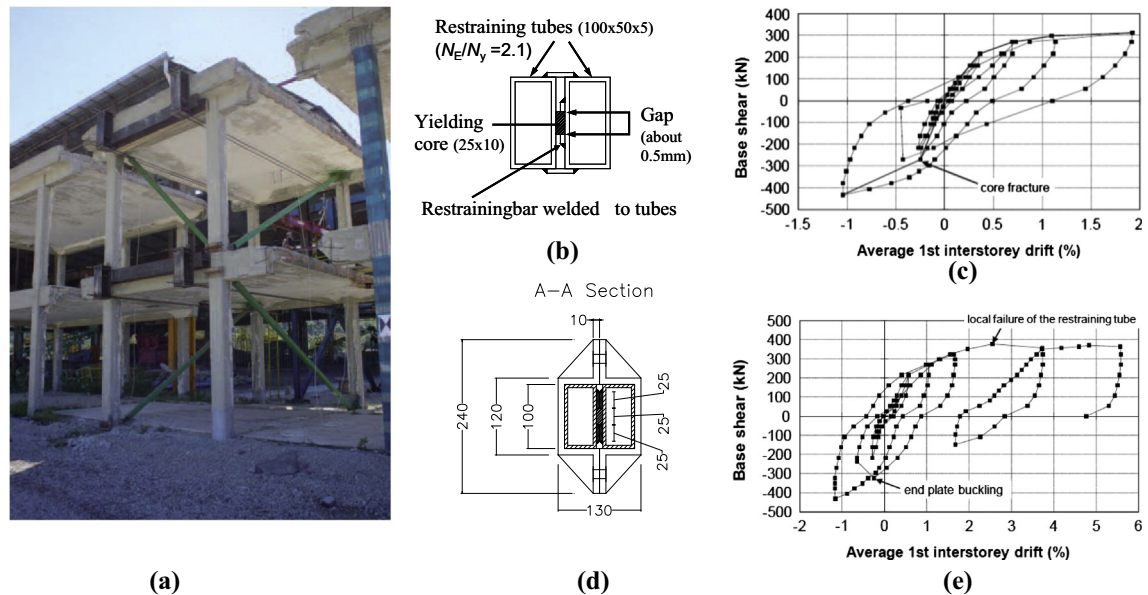 (b)
Restraining tubes (100x50x5)
(N_E/N_y =2.1)
Yielding
core (25x10)
Gap
(about
0.5mm)
Restrainingbar welded to tubes
A-A Section
10
240
120
100
25
25
25
130
(d)
(a)
400
300
200
100
0
-100
-200
-300
-400
-500
Base shear (kN)
core fracture
-1.5 -1 -0.5 0 0.5 1 1.5 2
Average 1st interstorey drift (%)
(c)
500
400
300
200
100
0
-100
-200
-300
-400
-500
Base shear (kN)
local failure of the restraining tube
end plate buckling
-2 -1 0 1 2 3 4 5 6
Average 1st interstorey drift (%)
(e)